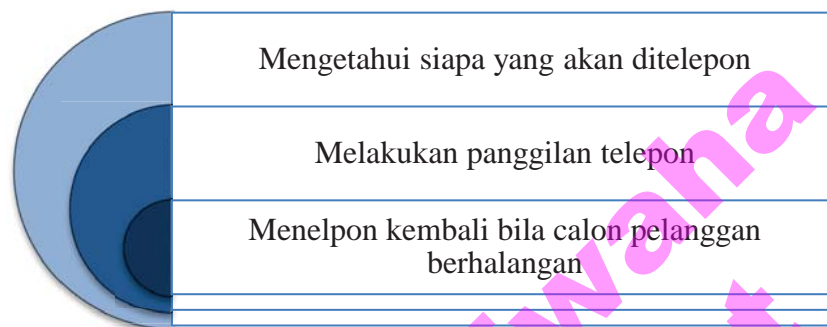 Mengetahui siapa yang akan ditelepon
Melakukan panggilan telepon
Menelpon kembali bila calon pelanggan
berhalangan